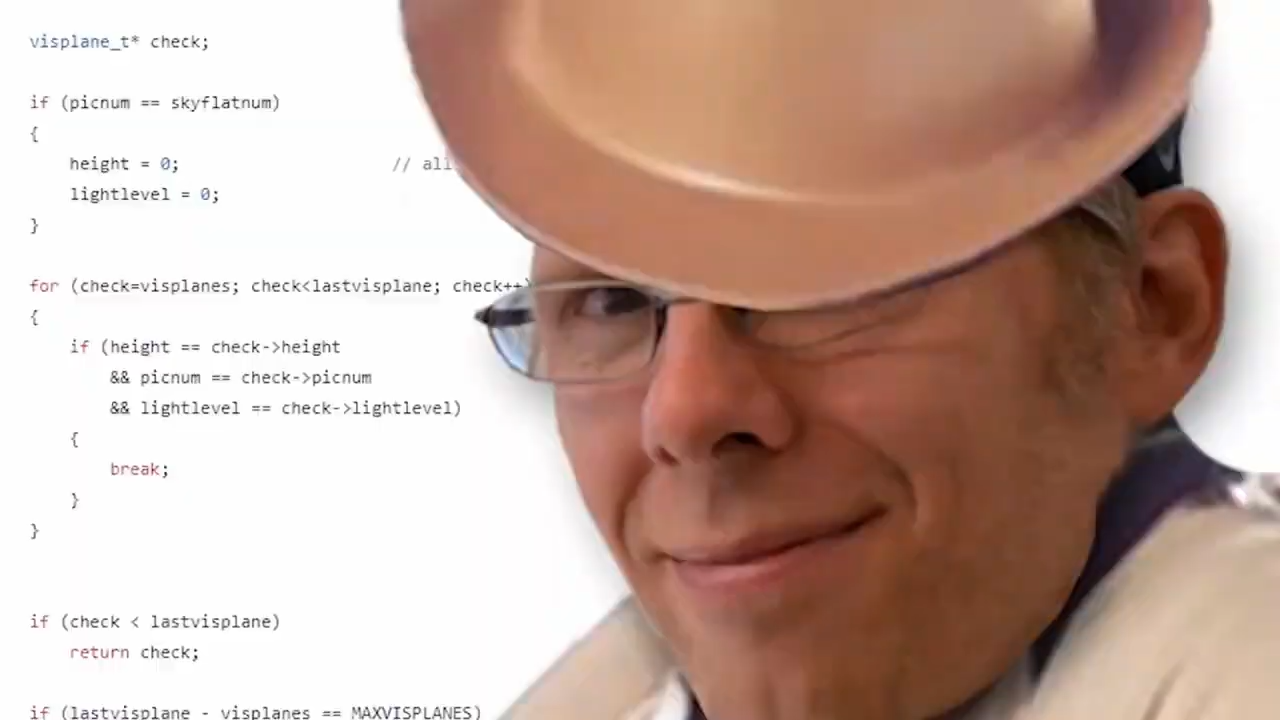 visplane_t* check;
if (picnum == skyflatnum)
{
height = 0; // all
lightlevel = 0;
}
for (check=visplanes; check<lastvisplane; check++)
{
if (height == check->height
&& picnum == check->picnum
&& lightlevel == check->lightlevel)
{
break;
}
}
if (check < lastvisplane)
return check;
if (lastvisplane - visplanes == MAXVISPLANES)